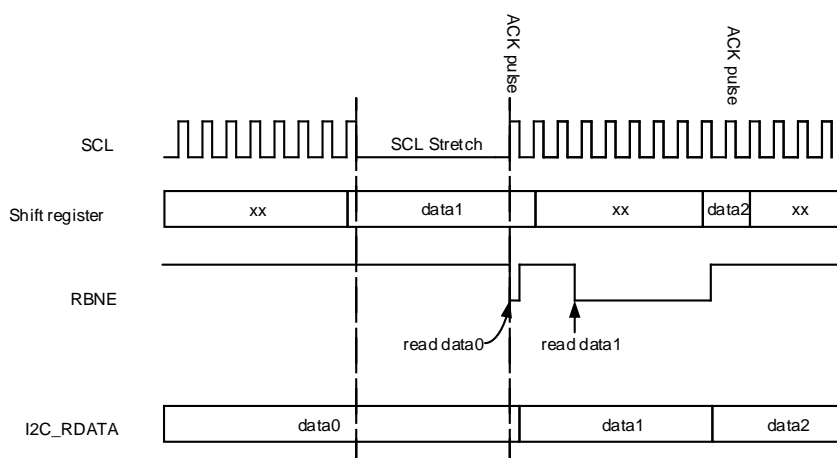 ACK pulse
ACK pulse
SCL
SCL Stretch
Shift register
xx
data1
xx
data2
xx
RBNE
read data0
read data1
I2C_RDATA
data0
data1
data2